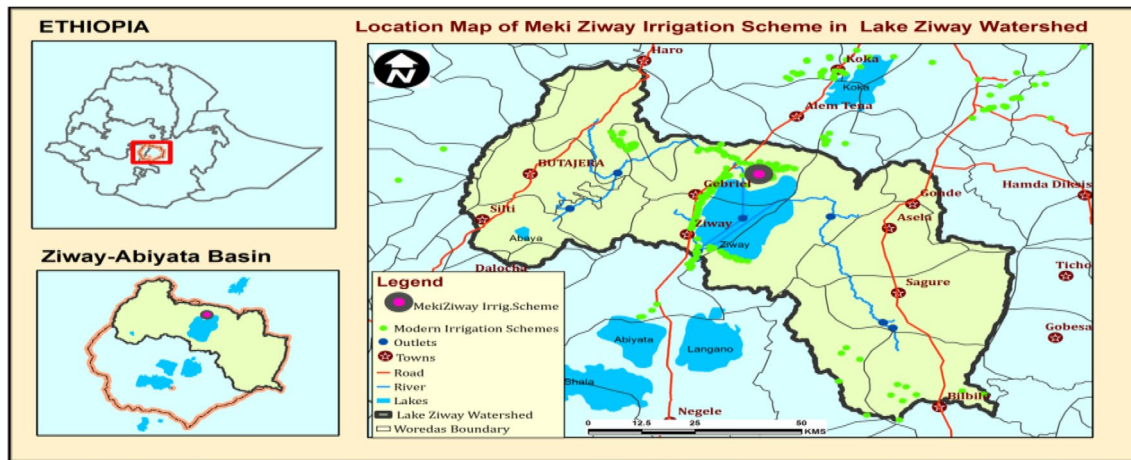 ETHIOPIA
Location Map of Meki Ziway Irrigation Scheme in Lake Ziway Watershed
N
Haro
Koka
Koka
Alem Tena
BUTAJERA
Gebriel
Gonde
Hamda Diksis
Silti
Asela
Abaya
Ziway
Ziway
Ziway-Abiyata Basin
Dalocha
Ticho
Sagure
Gobesa
Abiyata
Langano
Shala
Negele
Bilbilo
Legend
MekiZiway Irrig.Scheme
Modern Irrigation Schemes
Outlets
Towns
Road
River
Lakes
Lake Ziway Watershed
Woredas Boundary
0 12.5 25 50
KMS